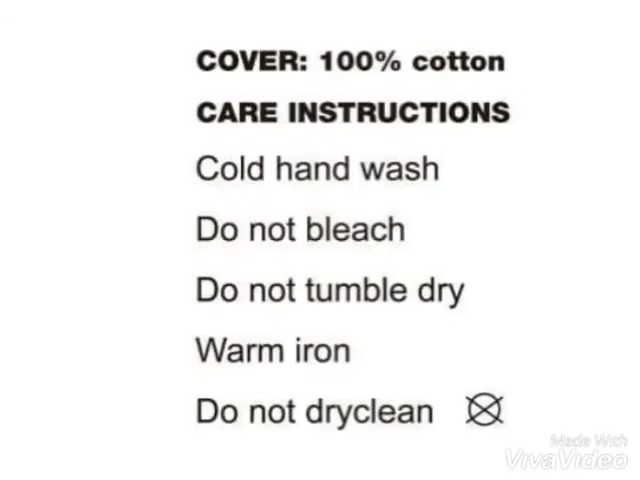 COVER: 100% cotton
CARE INSTRUCTIONS
Cold hand wash
Do not bleach
Do not tumble dry
Warm iron
Do not dryclean
Made With
VivaVideo